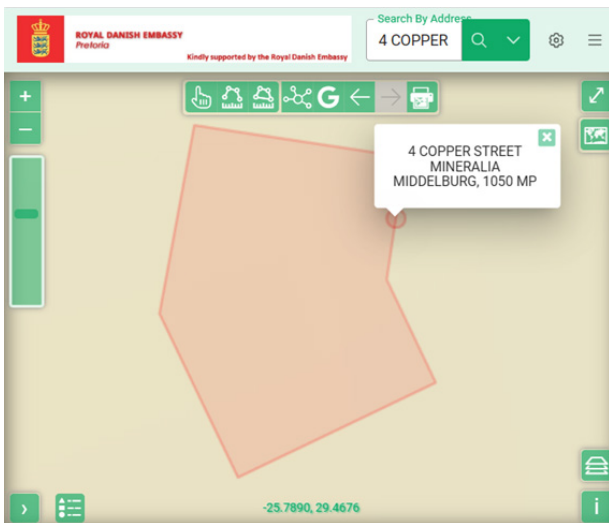 ROYAL DANISH EMBASSY
Pretoria
Kindly supported by the Royal Danish Embassy
Search By Address
4 COPPER
+
G
−
4 COPPER STREET
MINERALIA
MIDDELBURG, 1050 MP
-25.7890, 29.4676
i